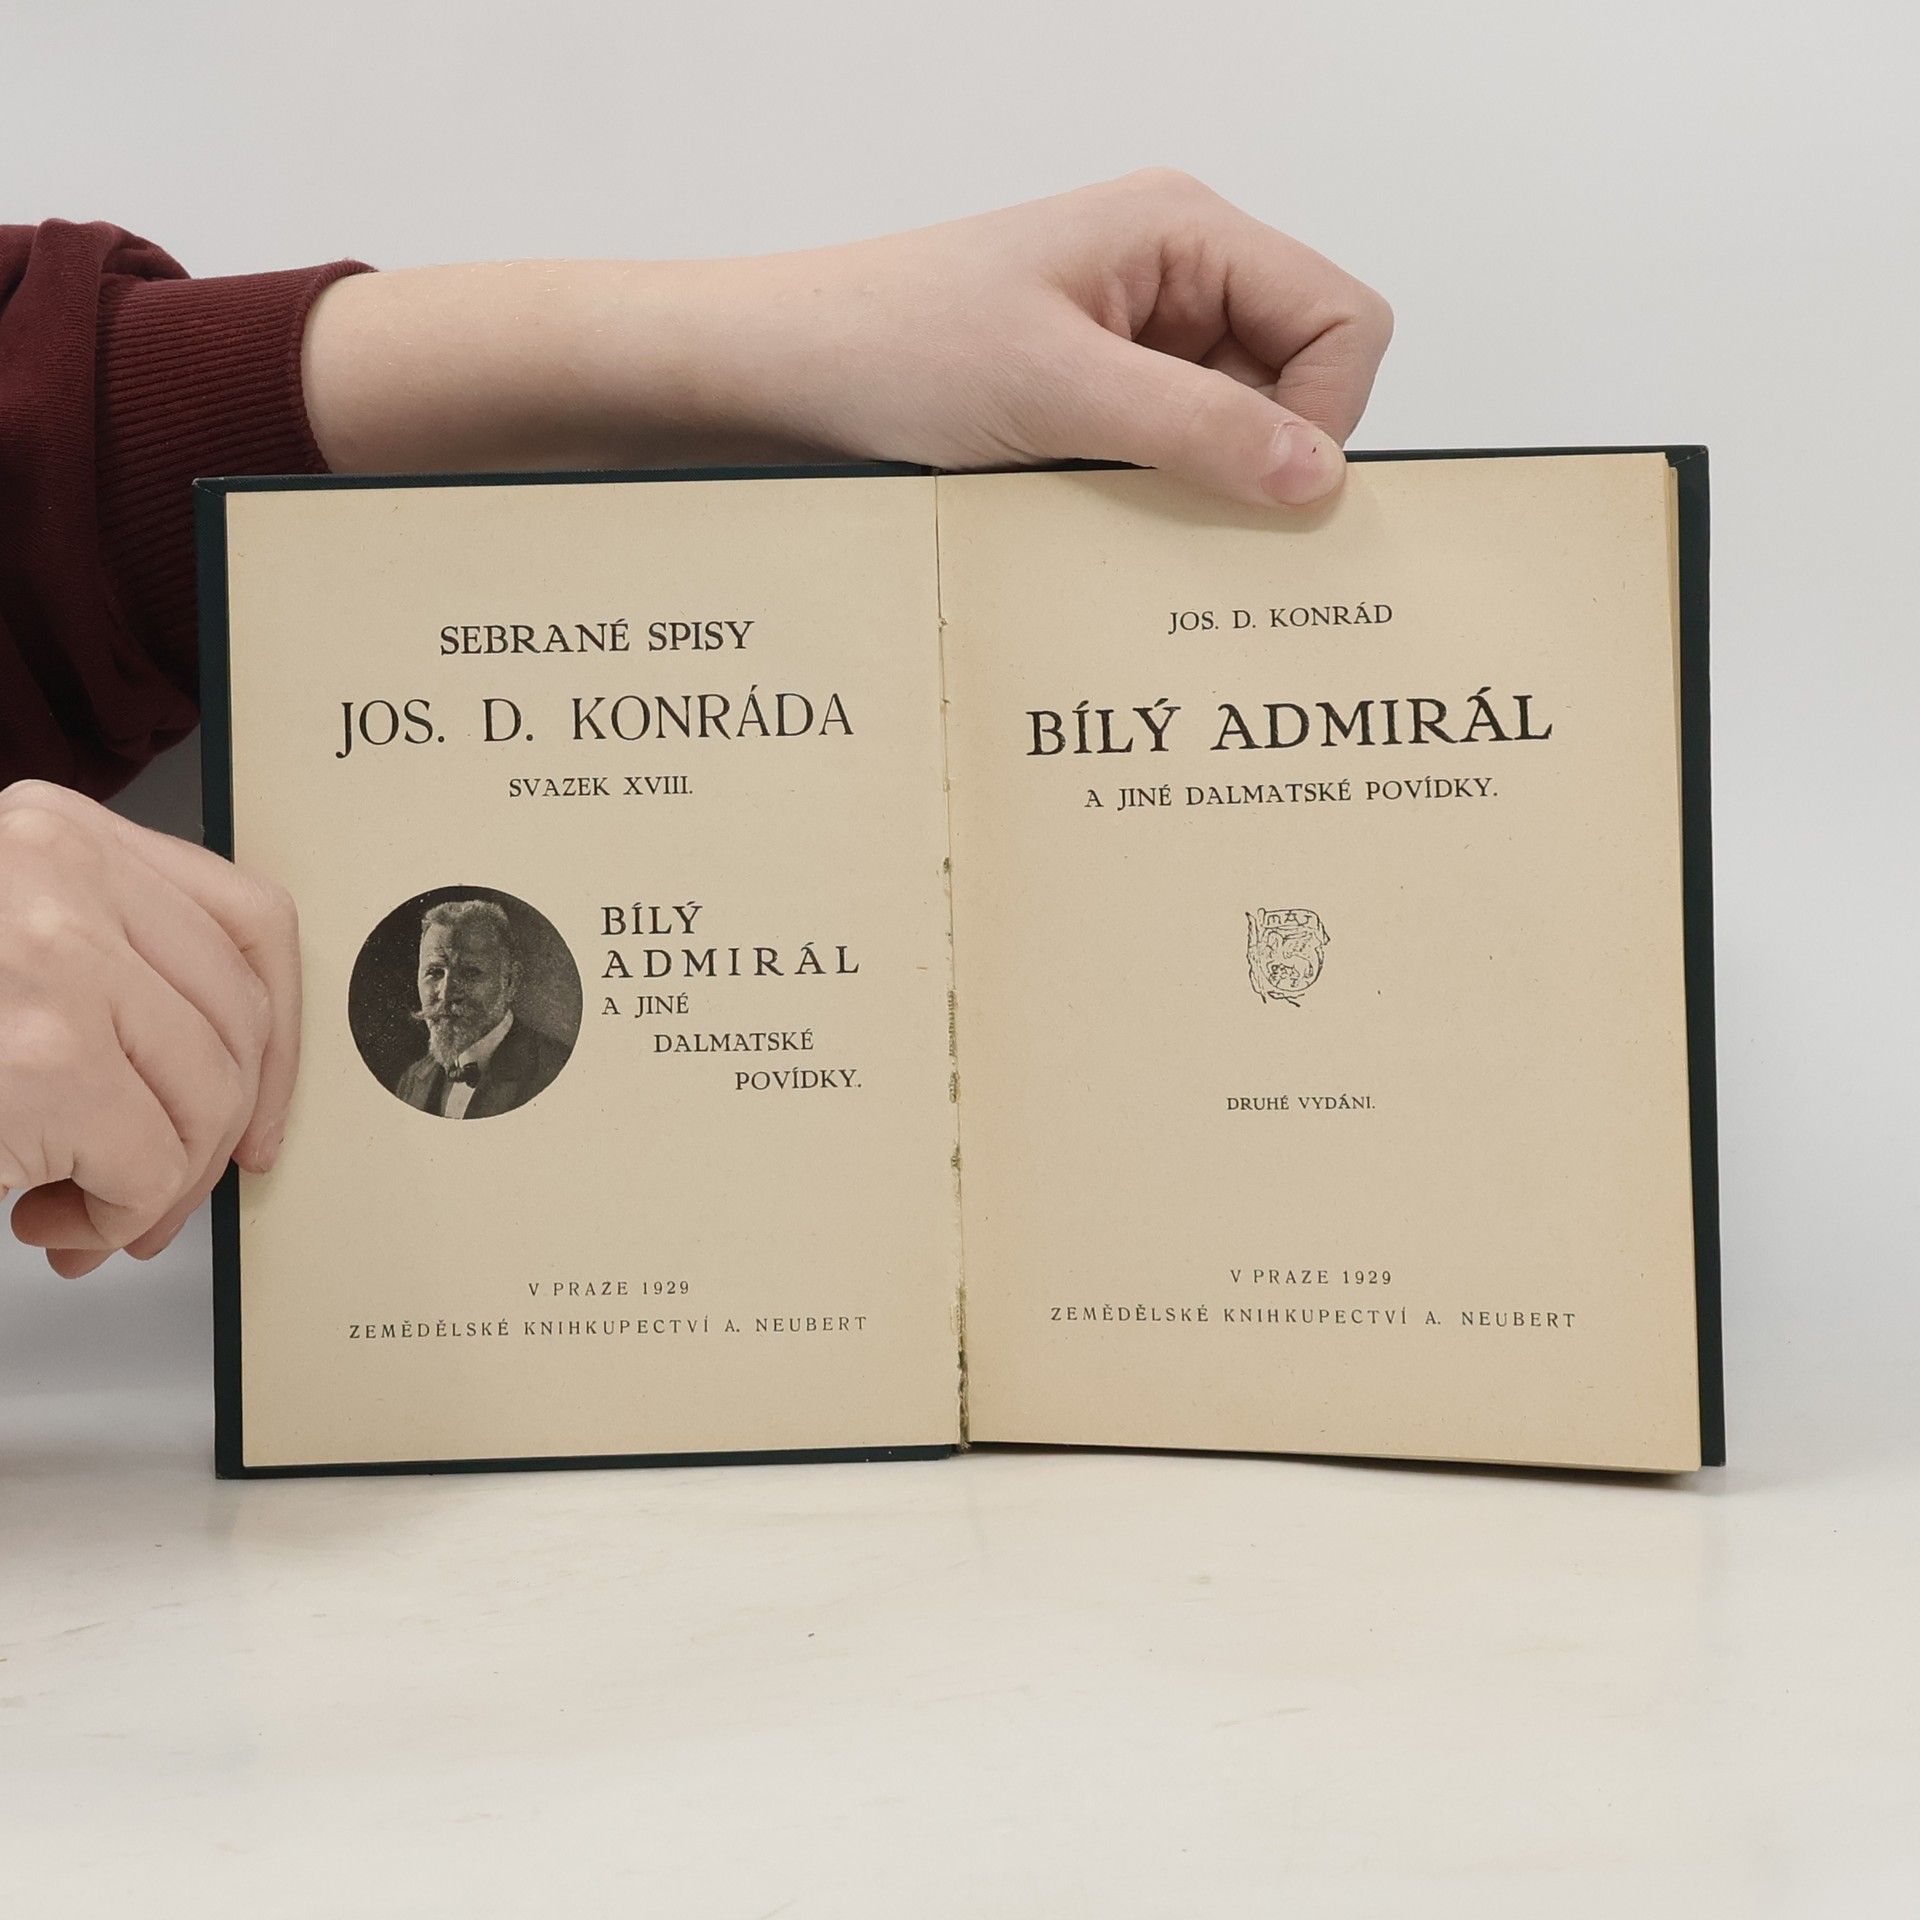 SEBRANÉ SPISY
JOS. D. KONRÁDA
SVAZEK XVIII.
BÍLÝ
ADMIRÁL
A JINÉ
DALMATSKÉ
POVÍDKY.
V PRAZE 1929
ZEMĚDĚLSKÉ KNIHKUPECTVÍ A. NEUBERT
JOS. D. KONRÁD
BÍLÝ ADMIRÁL
A JINÉ DALMATSKÉ POVÍDKY.
DRUHÉ VYDÁNI.
V PRAZE 1929
ZEMĚDĚLSKÉ KNIHKUPECTVÍ A. NEUBERT